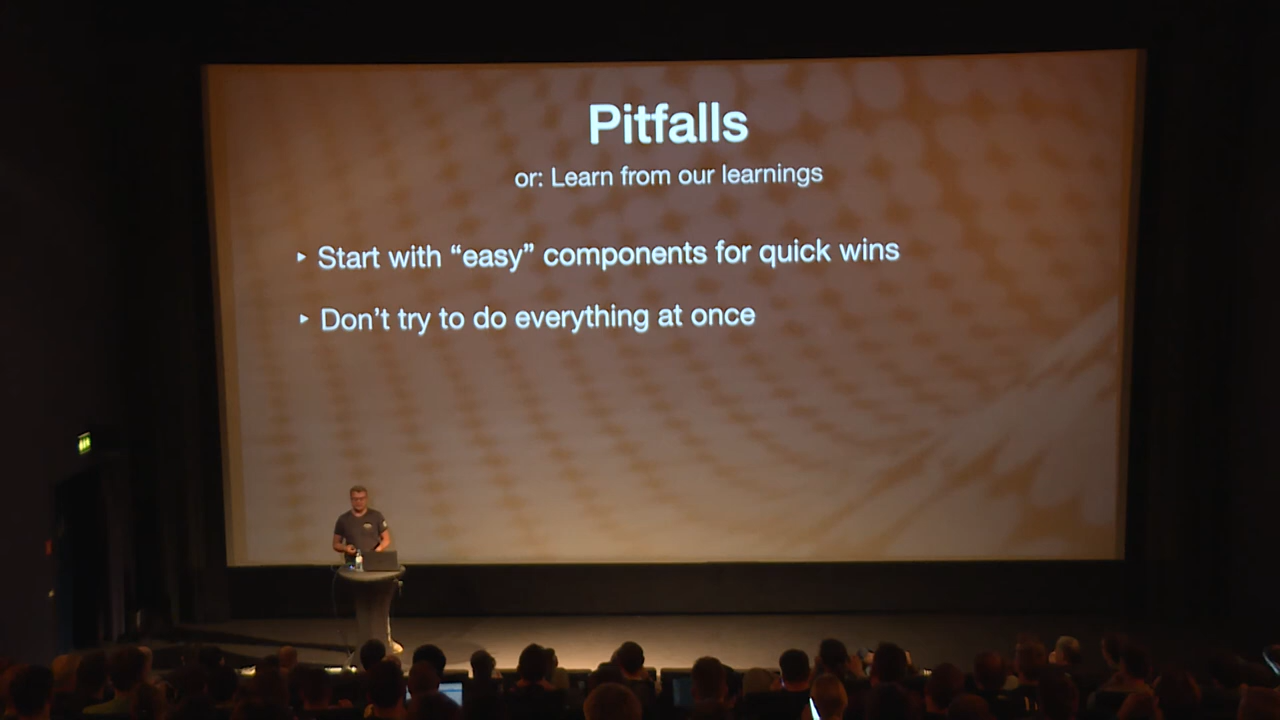 Pitfalls
or: Learn from our learnings
‣ Start with “easy” components for quick wins
‣ Don’t try to do everything at once